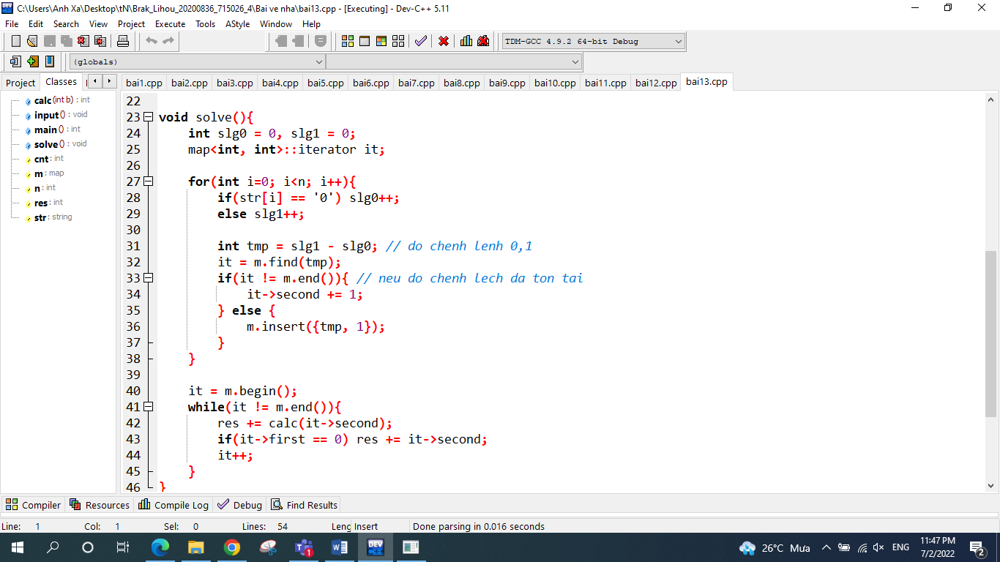 C:\Users\Anh Xa\Desktop\tN\Brak_Lihou_20200836_715026_4\Bai ve nha\bai13.cpp - [Executing] - Dev-C++ 5.11
File Edit Search View Project Execute Tools AStyle Window Help
TDM-GCC 4.9.2 64-bit Debug
(globals)
Project Classes bai1.cpp bai2.cpp bai3.cpp bai4.cpp bai5.cpp bai6.cpp bai7.cpp bai8.cpp bai9.cpp bai10.cpp bai11.cpp bai12.cpp bai13.cpp
calc (int b) : int
input () : void
main () : int
solve () : void
cnt : int
m : map
n : int
res : int
str : string
22
23 void solve(){
24 int slg0 = 0, slg1 = 0;
25 map<int, int>::iterator it;
26
27 for(int i=0; i<n; i++){
28 if(str[i] == '0') slg0++;
29 else slg1++;
30
31 int tmp = slg1 - slg0; // do chenh lenh 0,1
32 it = m.find(tmp);
33 if(it != m.end()){ // neu do chenh lech da ton tai
34 it->second += 1;
35 } else {
36 m.insert({tmp, 1});
37 }
38 }
39
40 it = m.begin();
41 while(it != m.end()){
42 res += calc(it->second);
43 if(it->first == 0) res += it->second;
44 it++;
45 }
46 }
Compiler Resources Compile Log Debug Find Results
Line: 1 Col: 1 Sel: 0 Lines: 54 Insert Done parsing in 0.016 seconds
DEV 26°C Mưa ENG 11:47 PM
7/2/2022
1
2